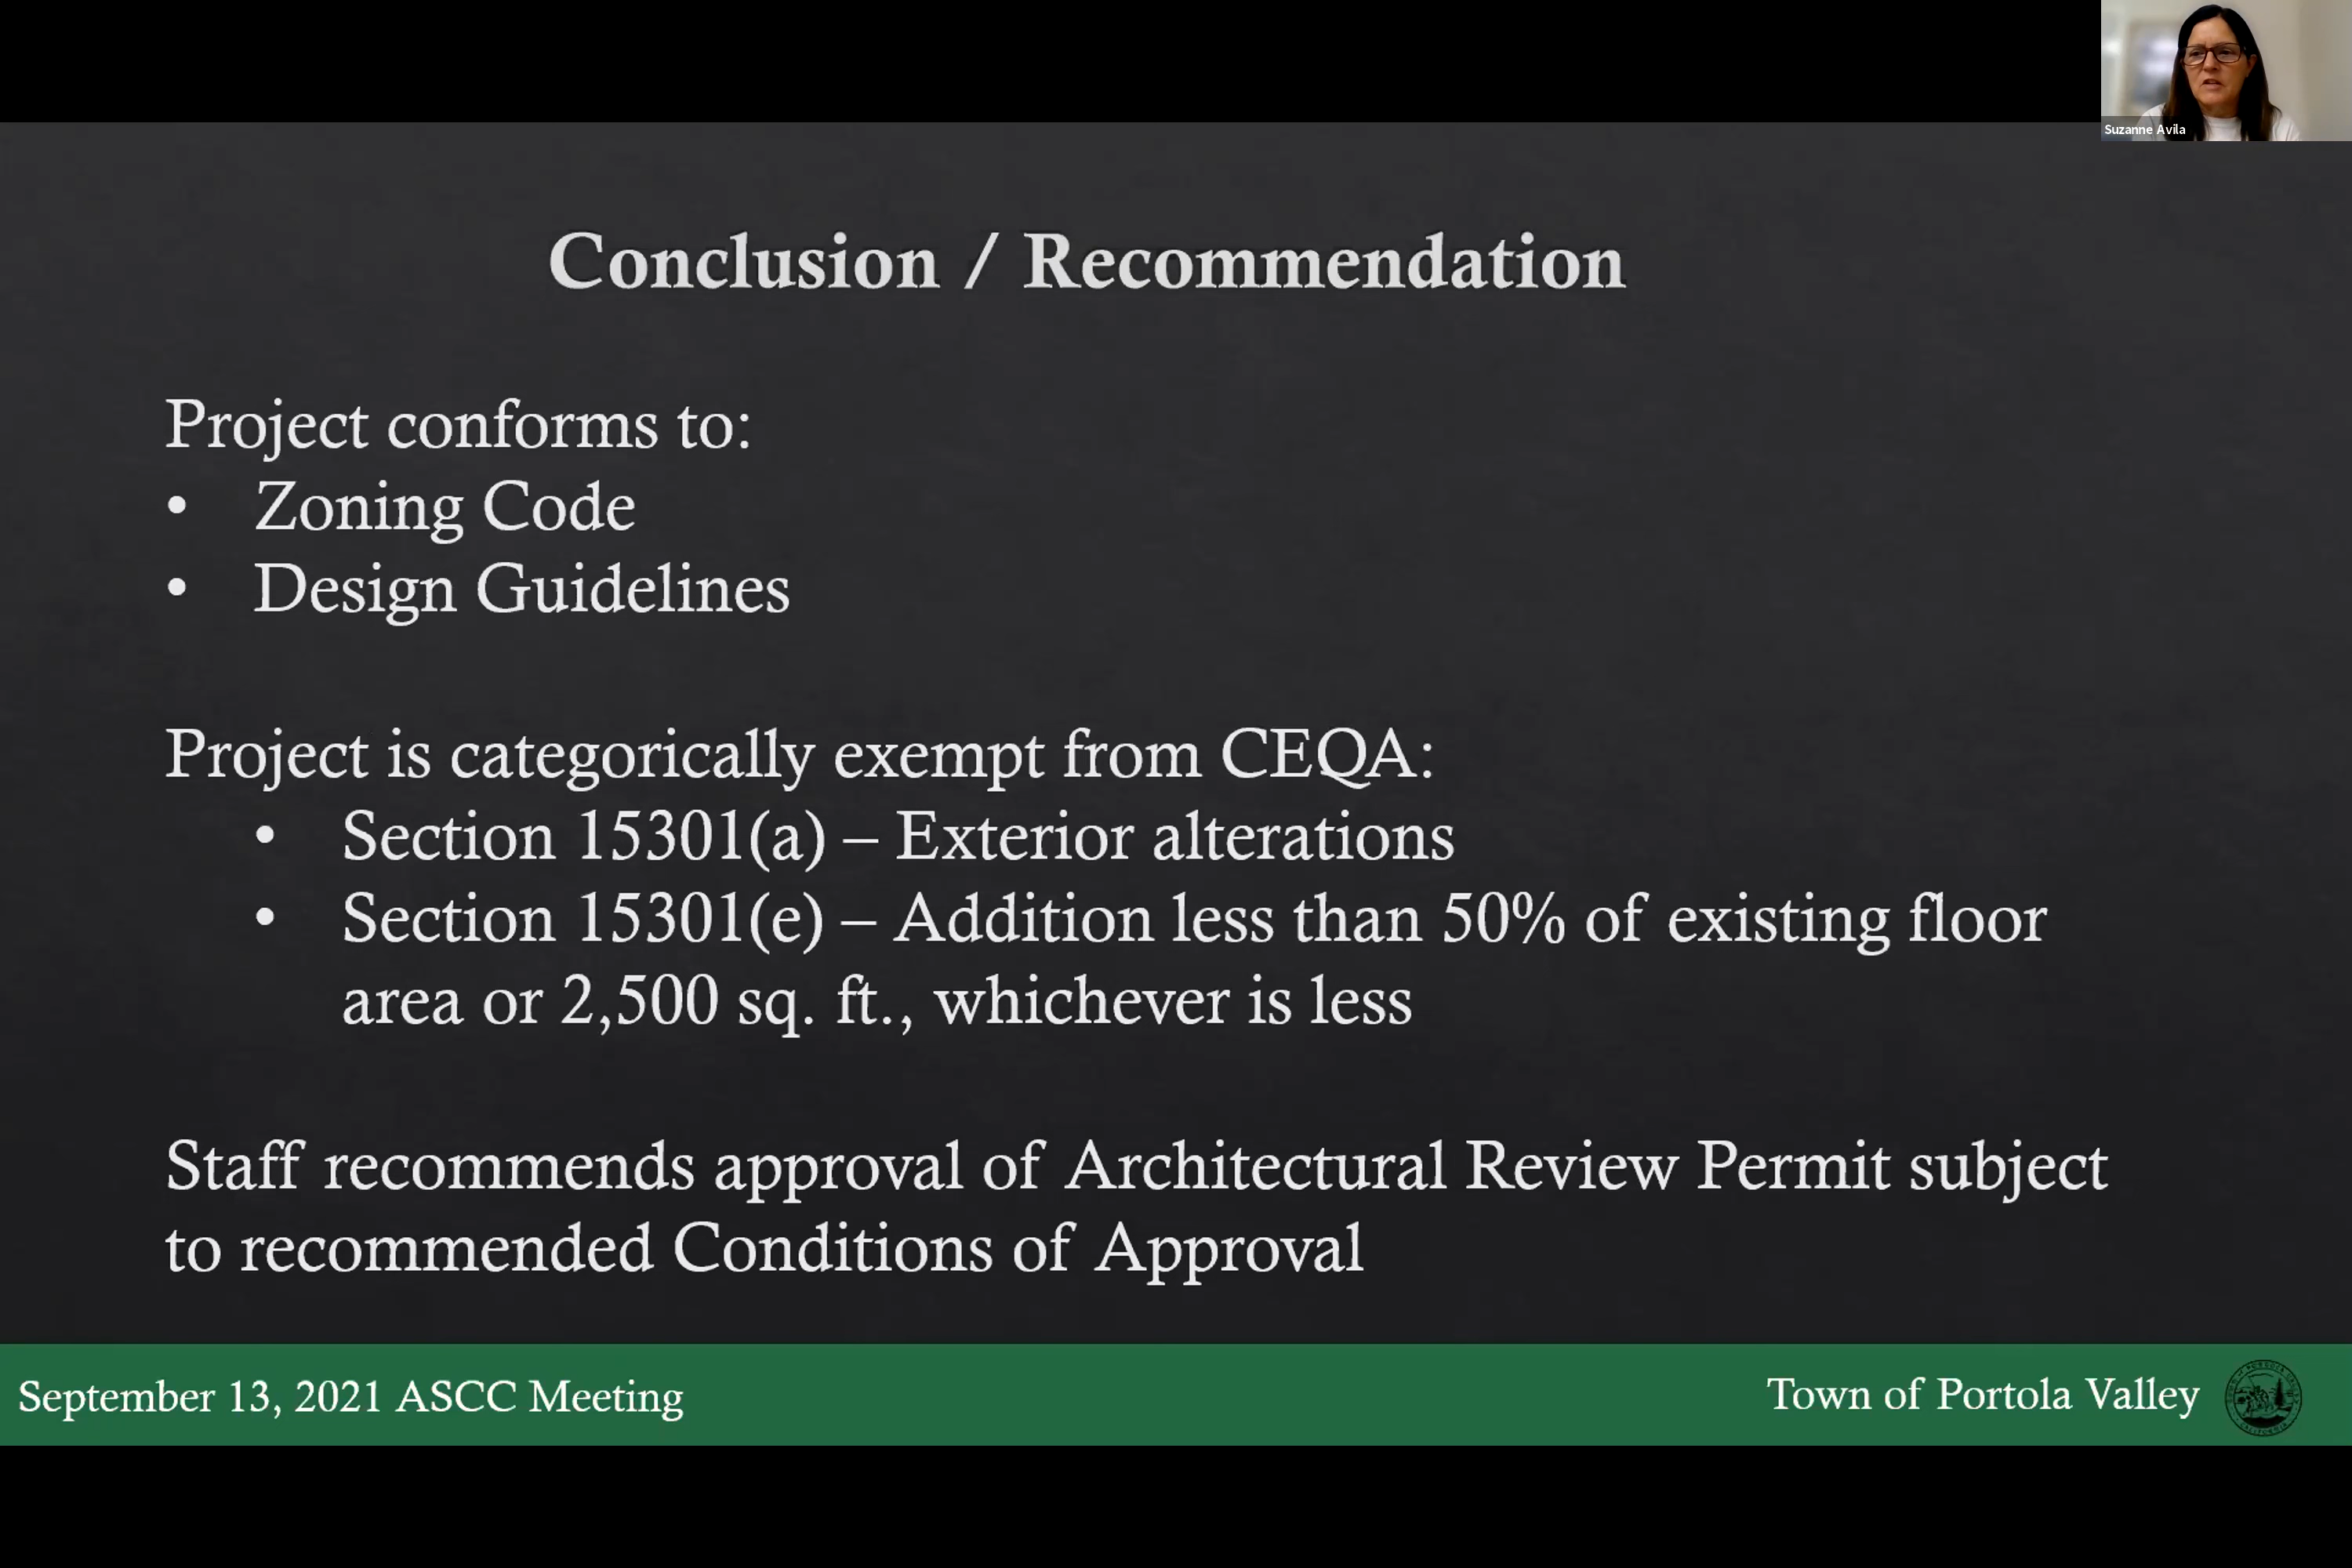 Suzanne Avila
Conclusion / Recommendation
Project conforms to:
• Zoning Code
• Design Guidelines
Project is categorically exempt from CEQA:
• Section 15301(a) – Exterior alterations
• Section 15301(e) – Addition less than 50% of existing floor
area or 2,500 sq. ft., whichever is less
Staff recommends approval of Architectural Review Permit subject
to recommended Conditions of Approval
September 13, 2021 ASCC Meeting
Town of Portola Valley